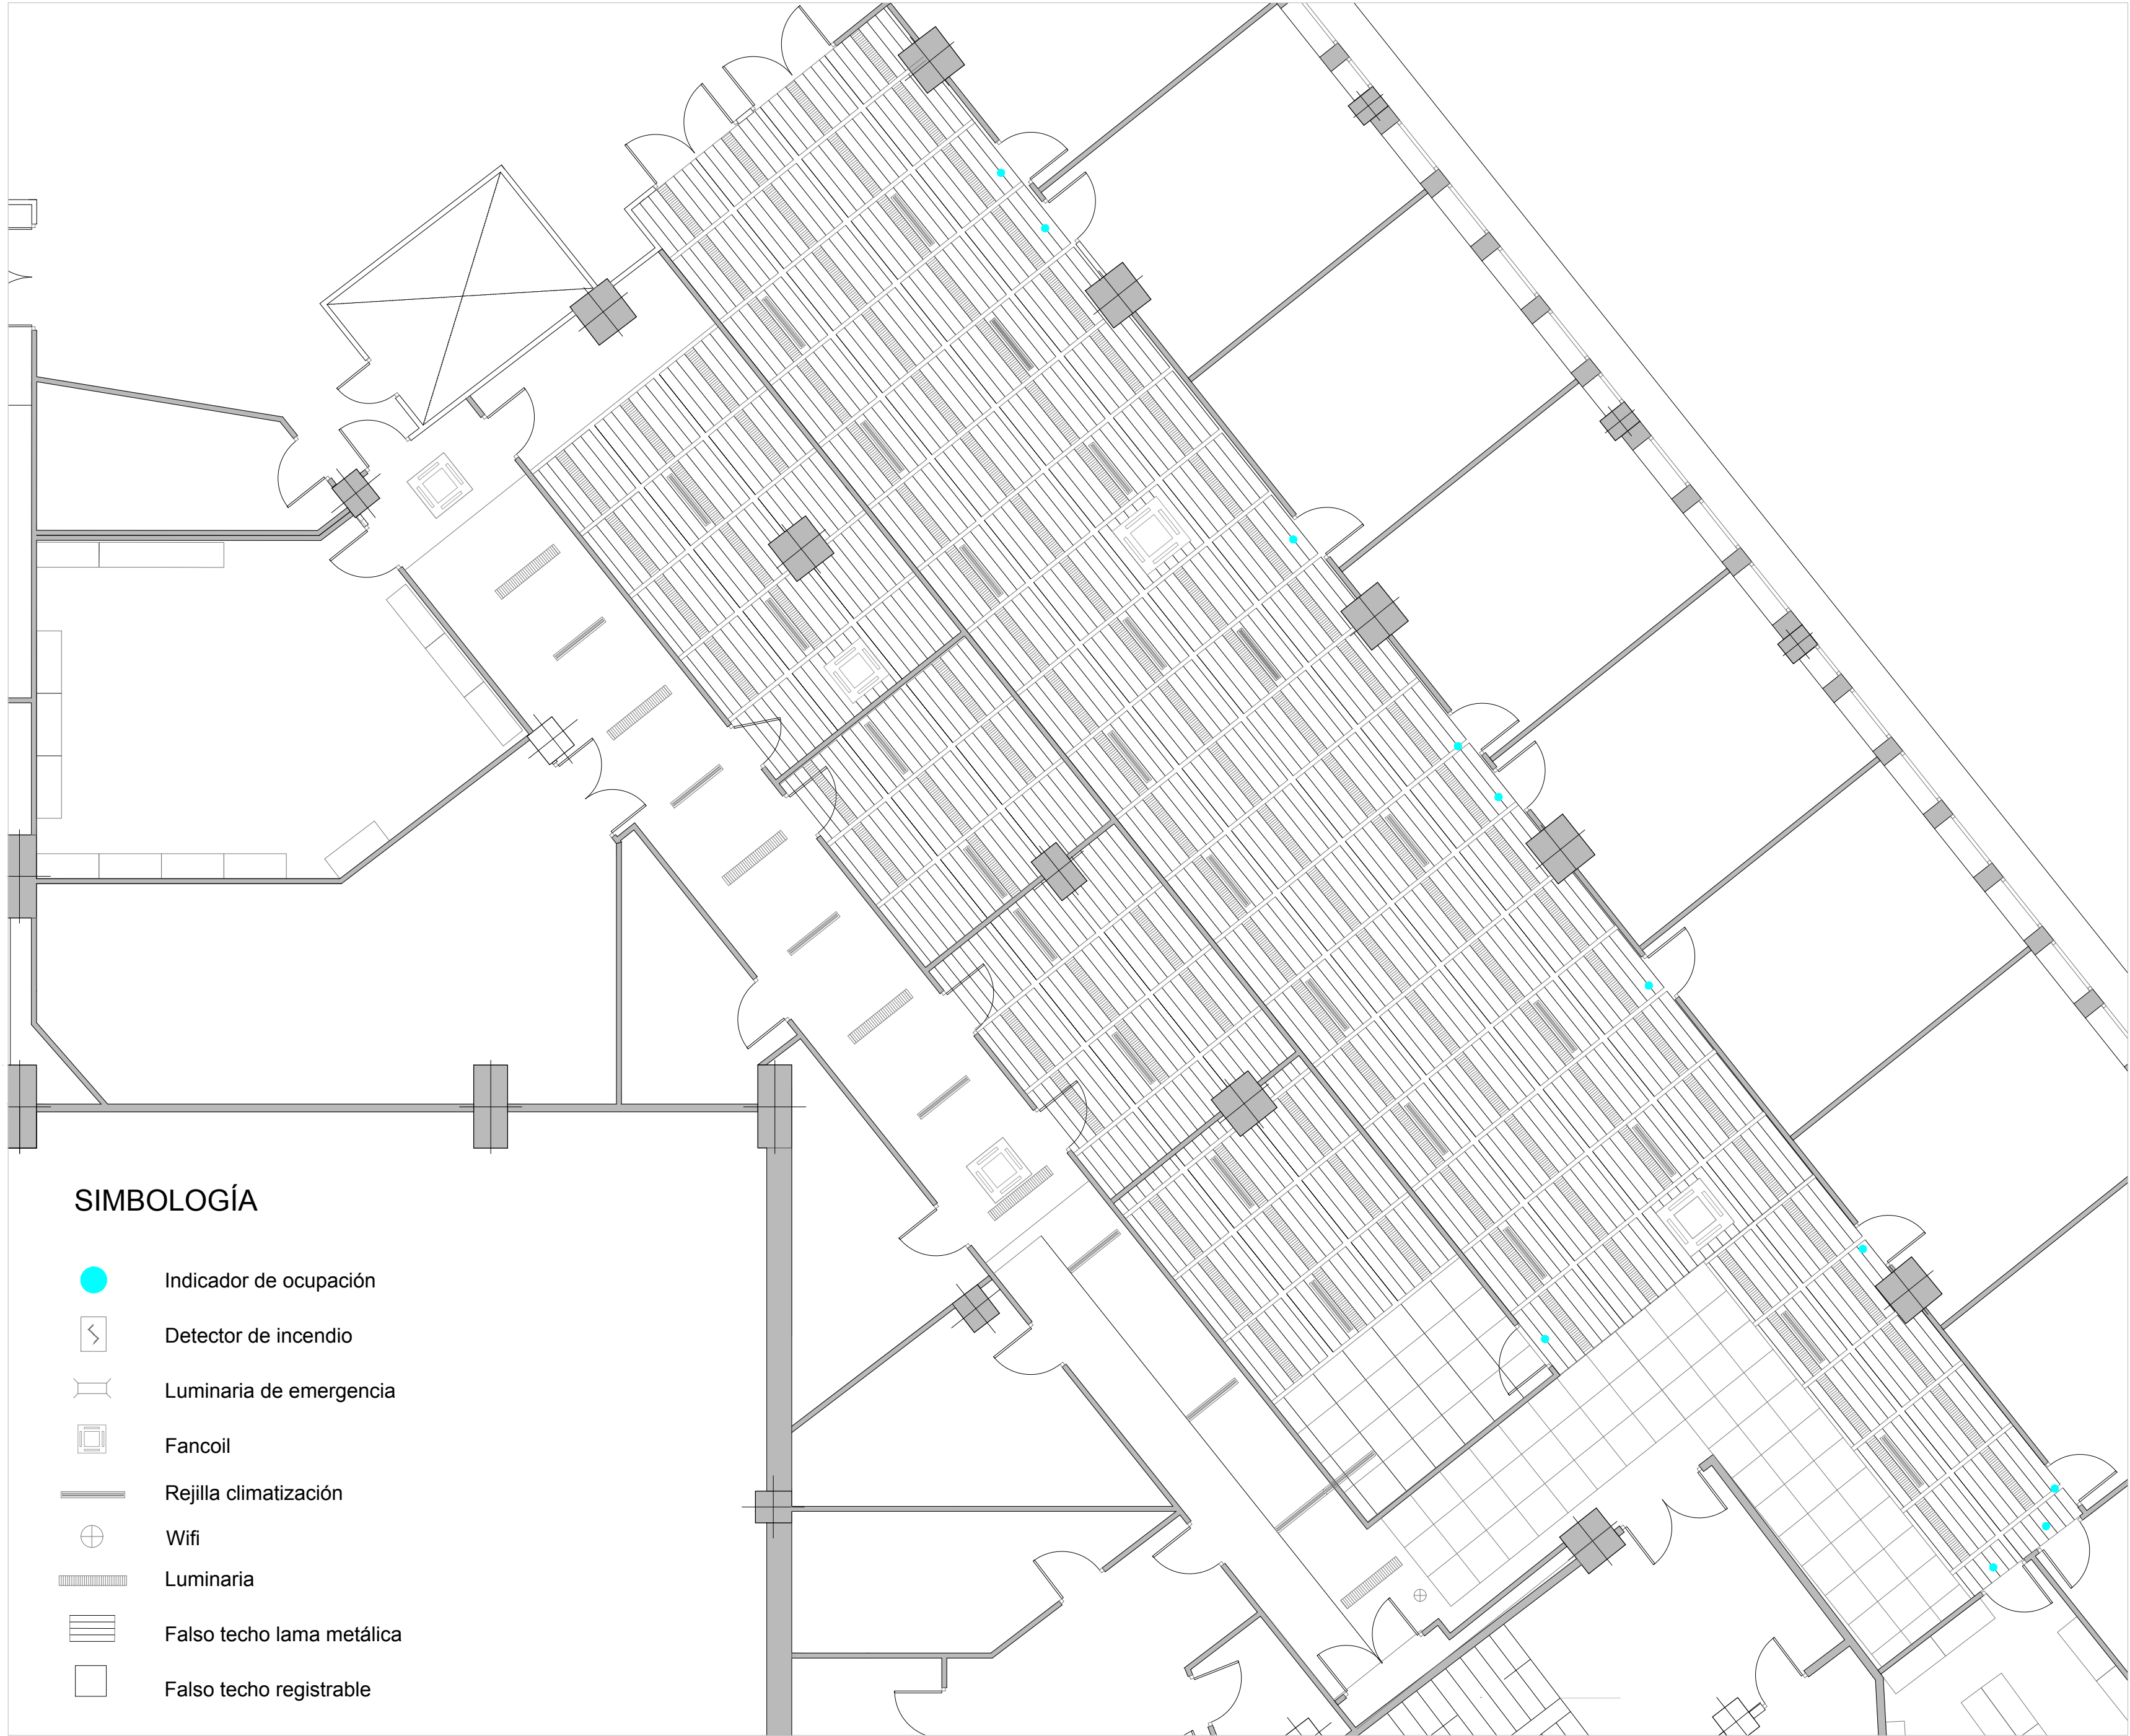 SIMBOLOGÍA
Indicador de ocupación
Detector de incendio
Luminaria de emergencia
Fancoil
Rejilla climatización
Wifi
Luminaria
Falso techo lama metálica
Falso techo registrable